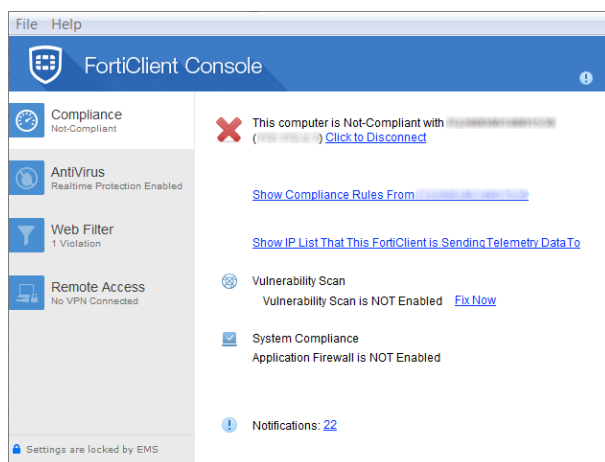 File Help
FortiClient Console
Compliance
Not-Compliant
AntiVirus
Realtime Protection Enabled
Web Filter
1 Violation
Remote Access
No VPN Connected
Settings are locked by EMS
This computer is Not-Compliant with
Click to Disconnect
Show Compliance Rules From
Show IP List That This FortiClient is Sending Telemetry Data To
Vulnerability Scan
Vulnerability Scan is NOT Enabled Fix Now
System Compliance
Application Firewall is NOT Enabled
Notifications: 22